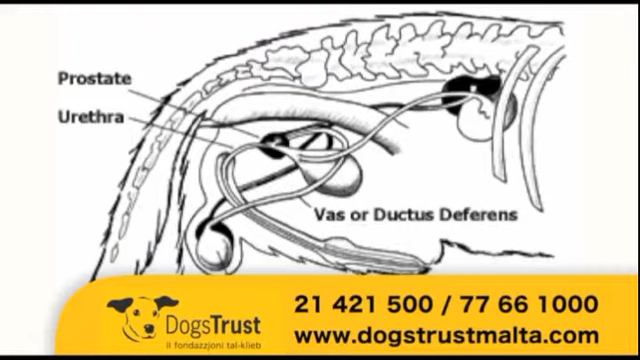 Prostate
Urethra
Vas or Ductus Deferens
21 421 500 / 77 66 1000
DogsTrust
Il fondazzjoni tal-klieb
www.dogstrustmalta.com